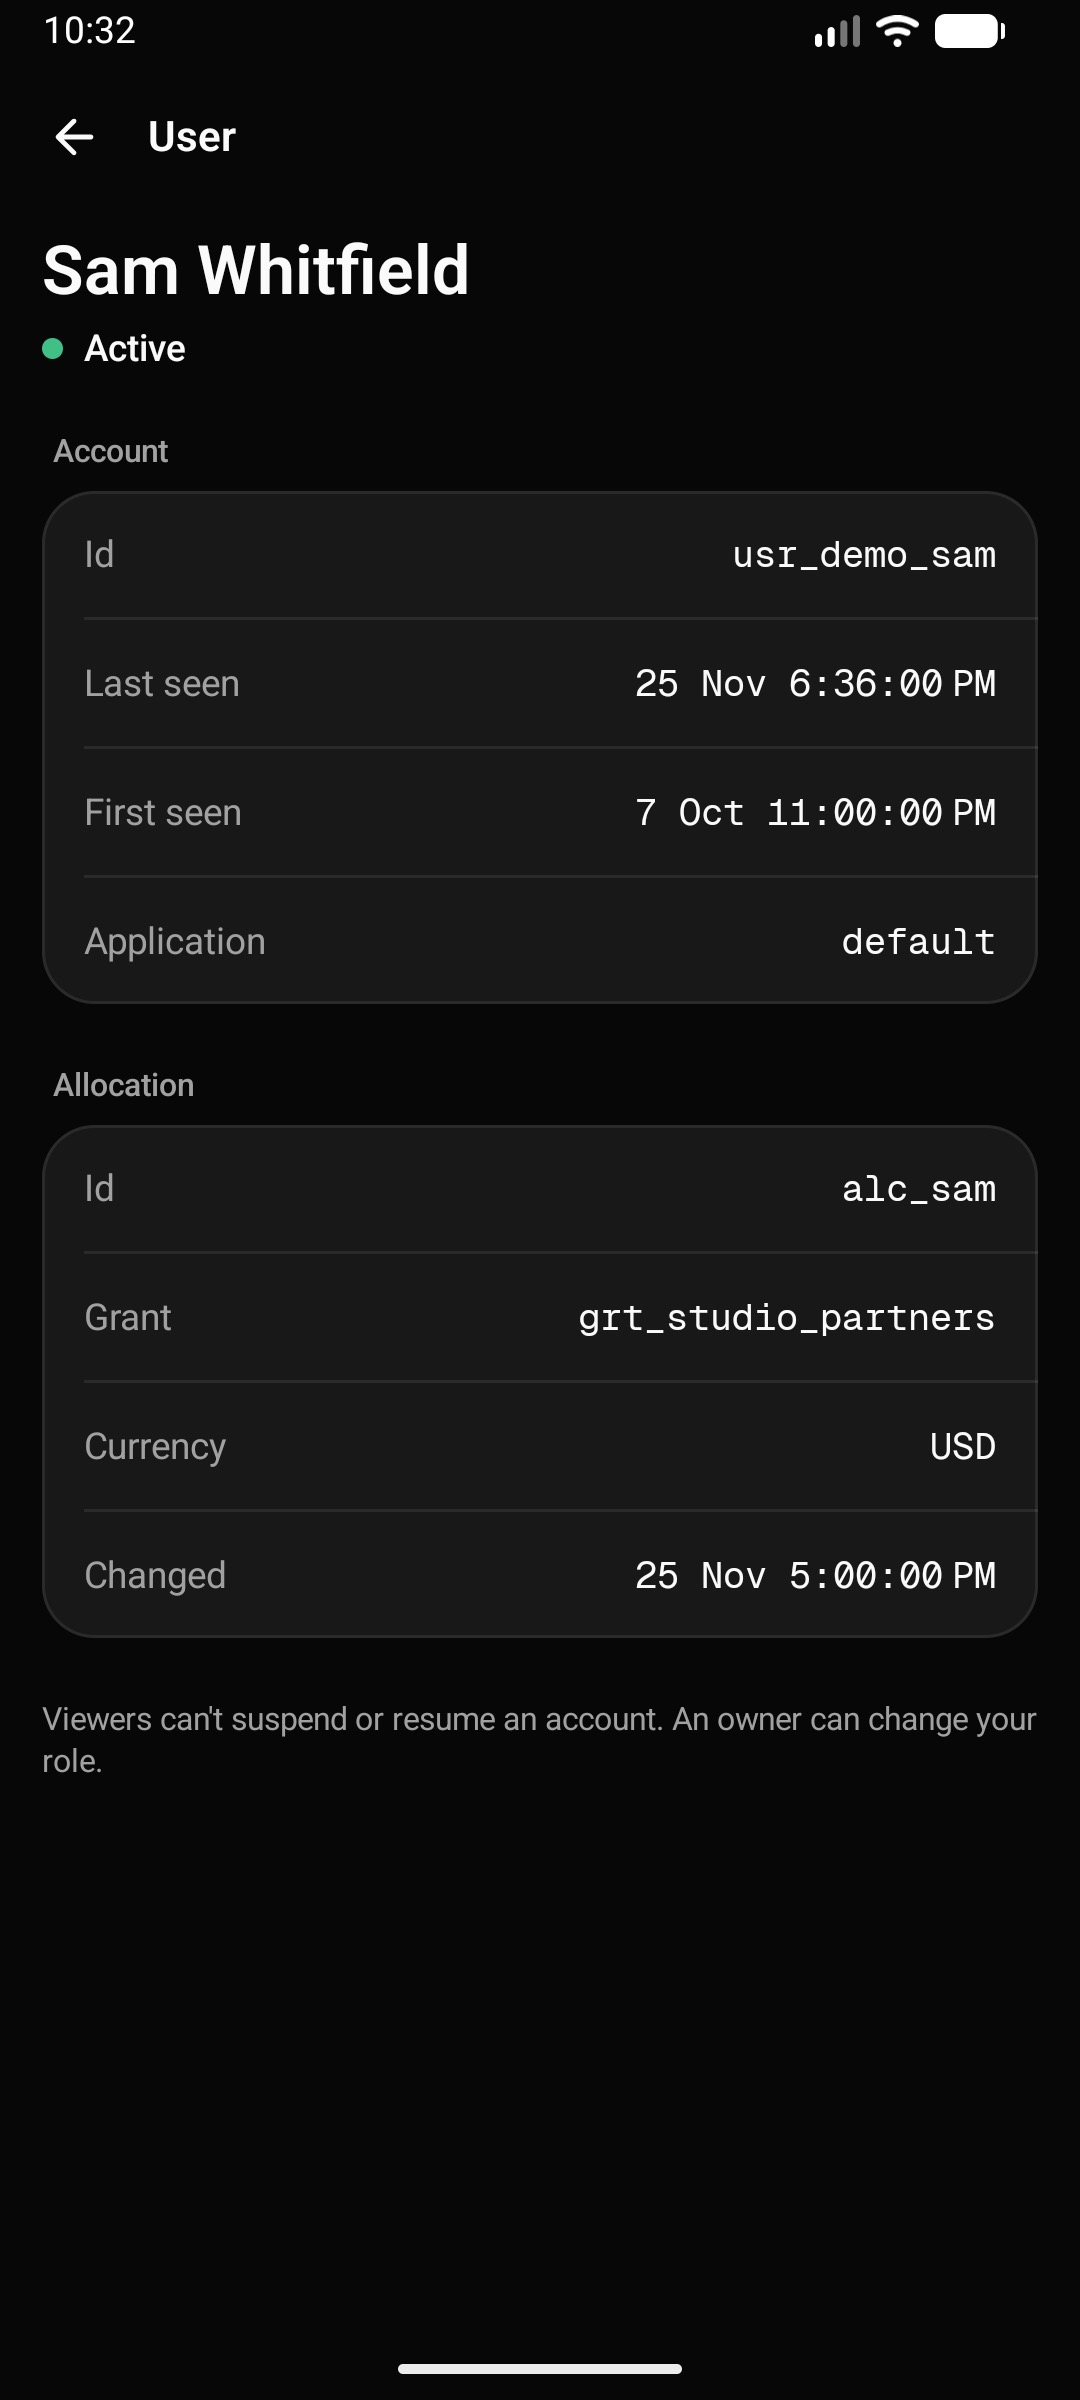 10:32
User
Sam Whitfield
Active
Account
Id usr_demo_sam
Last seen 25 Nov 6:36:00 PM
First seen 7 Oct 11:00:00 PM
Application default
Allocation
Id alc_sam
Grant grt_studio_partners
Currency USD
Changed 25 Nov 5:00:00 PM
Viewers can't suspend or resume an account. An owner can change your
role.